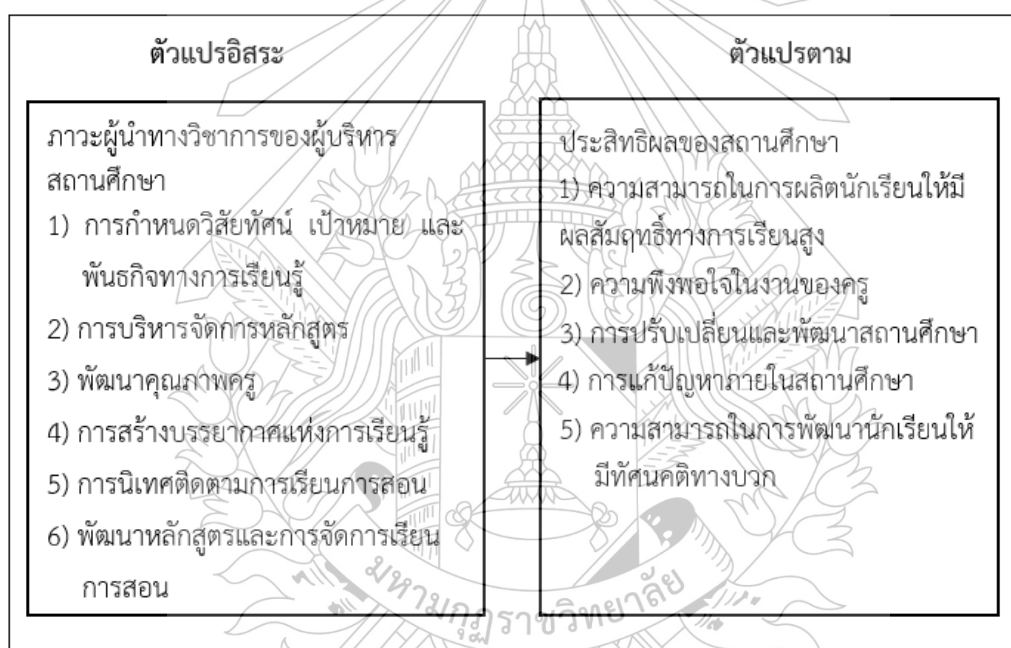 ตัวแปรอิสระ
ภาวะผู้นำทางวิชาการของผู้บริหาร
สถานศึกษา
1) การกำหนดวิสัยทัศน์ เป้าหมาย และ
พันธกิจทางการเรียนรู้
2) การบริหารจัดการหลักสูตร
3) พัฒนาคุณภาพครู
4) การสร้างบรรยากาศแห่งการเรียนรู้
5) การนิเทศติดตามการเรียนการสอน
6) พัฒนาหลักสูตรและการจัดการเรียน
การสอน
ตัวแปรตาม
ประสิทธิผลของสถานศึกษา
1) ความสามารถในการผลิตนักเรียนให้มี
ผลสัมฤทธิ์ทางการเรียนสูง
2) ความพึงพอใจในงานของครู
3) การปรับเปลี่ยนและพัฒนาสถานศึกษา
4) การแก้ปัญหาภายในสถานศึกษา
5) ความสามารถในการพัฒนานักเรียนให้
มีทัศนคติทางบวก
มหามกุฏราชวิทยาลัย